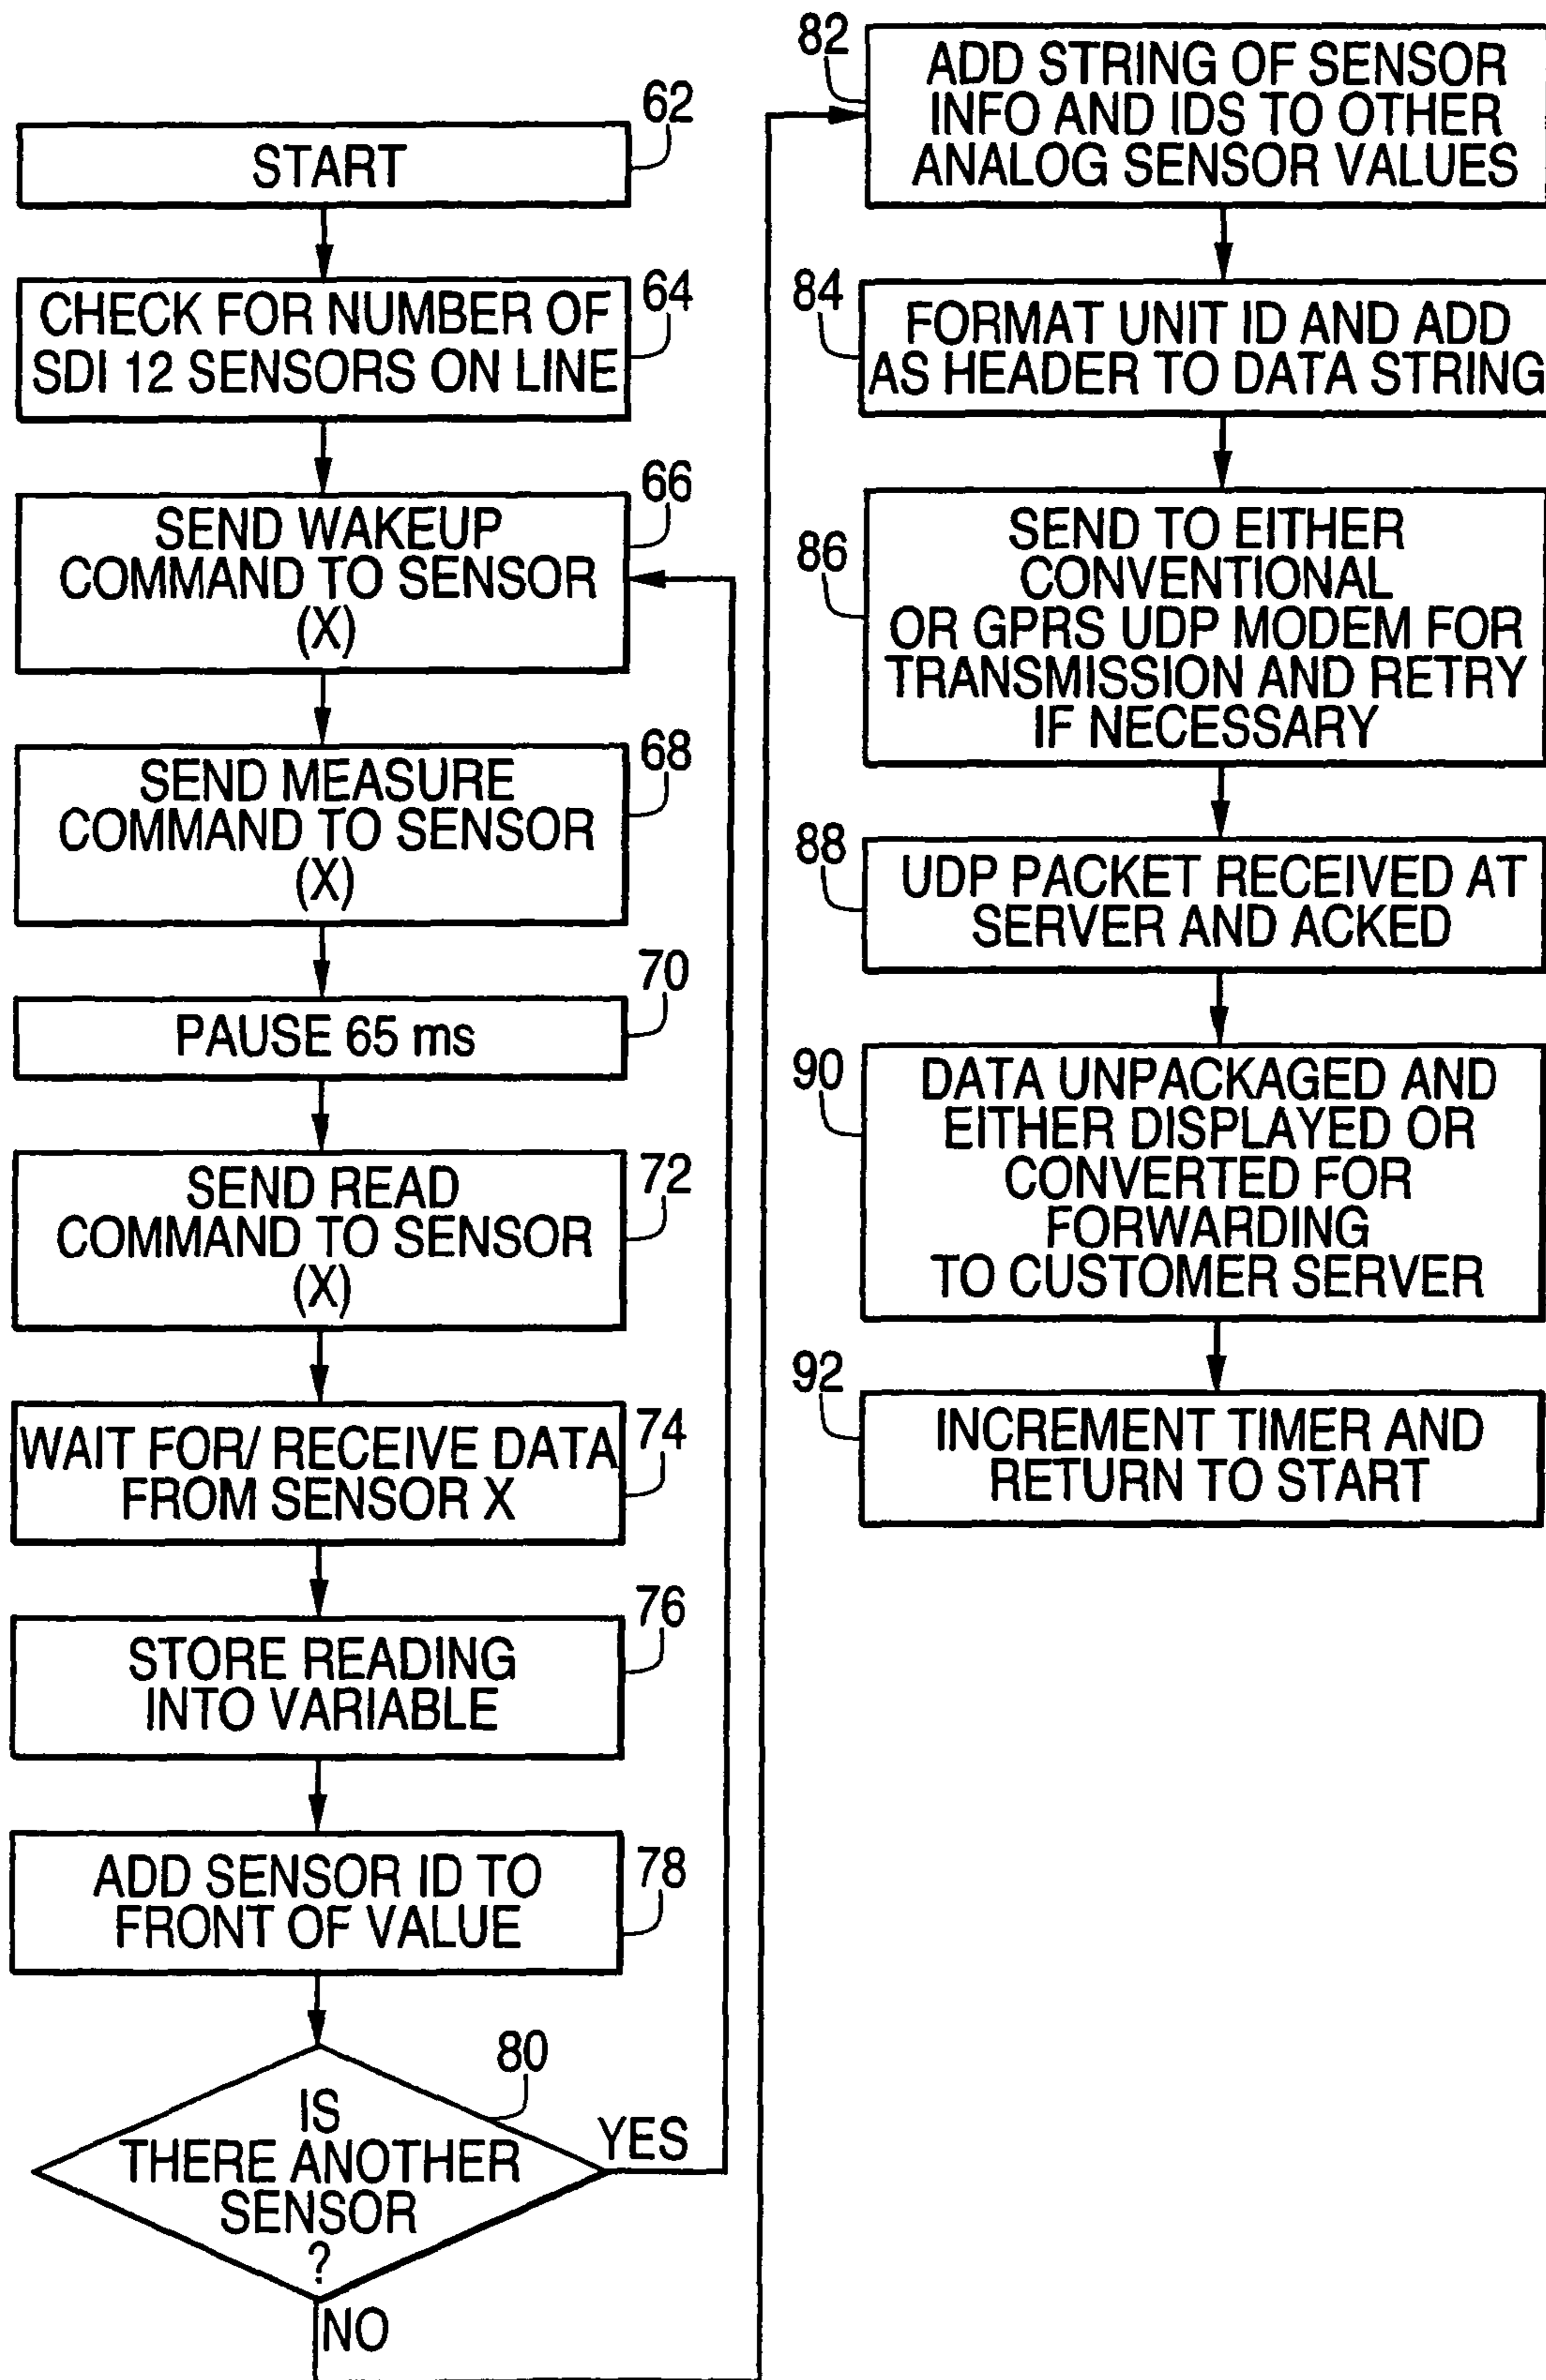 62
START
64
CHECK FOR NUMBER OF
SDI 12 SENSORS ON LINE
66
SEND WAKEUP
COMMAND TO SENSOR
(X)
68
SEND MEASURE
COMMAND TO SENSOR
(X)
70
PAUSE 65 ms
72
SEND READ
COMMAND TO SENSOR
(X)
74
WAIT FOR/ RECEIVE DATA
FROM SENSOR X
76
STORE READING
INTO VARIABLE
78
ADD SENSOR ID TO
FRONT OF VALUE
80
IS
THERE ANOTHER
SENSOR
?
YES
NO
82
ADD STRING OF SENSOR
INFO AND IDS TO OTHER
ANALOG SENSOR VALUES
84
FORMAT UNIT ID AND ADD
AS HEADER TO DATA STRING
86
SEND TO EITHER
CONVENTIONAL
OR GPRS UDP MODEM FOR
TRANSMISSION AND RETRY
IF NECESSARY
88
UDP PACKET RECEIVED AT
SERVER AND ACKED
90
DATA UNPACKAGED AND
EITHER DISPLAYED OR
CONVERTED FOR
FORWARDING
TO CUSTOMER SERVER
92
INCREMENT TIMER AND
RETURN TO START